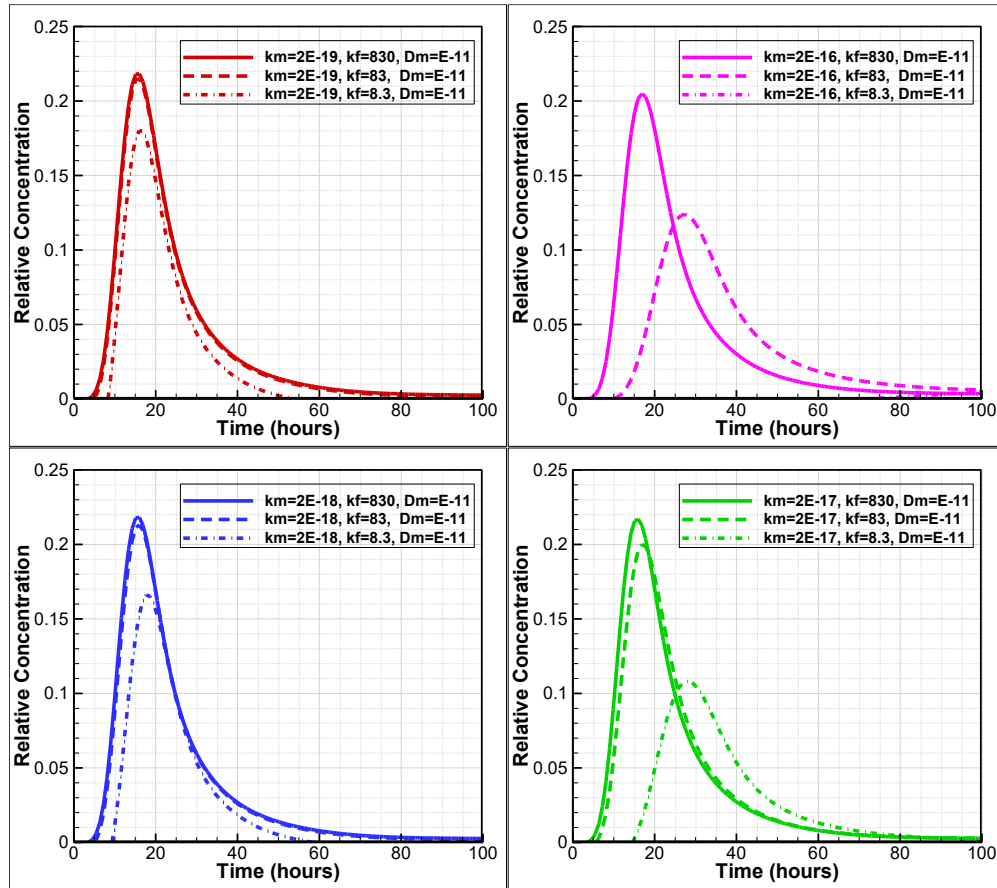 0.25
km=2E-19, kf=830, Dm=E-11
km=2E-19, kf=83, Dm=E-11
km=2E-19, kf=8.3, Dm=E-11
0.2
0.15
0.1
0.05
0
Relative Concentration
0 20 40 60 80 100
Time (hours)
0.25
km=2E-16, kf=830, Dm=E-11
km=2E-16, kf=83, Dm=E-11
km=2E-16, kf=8.3, Dm=E-11
0.2
0.15
0.1
0.05
0
Relative Concentration
0 20 40 60 80 100
Time (hours)
0.25
km=2E-18, kf=830, Dm=E-11
km=2E-18, kf=83, Dm=E-11
km=2E-18, kf=8.3, Dm=E-11
0.2
0.15
0.1
0.05
0
Relative Concentration
0 20 40 60 80 100
Time (hours)
0.25
km=2E-17, kf=830, Dm=E-11
km=2E-17, kf=83, Dm=E-11
km=2E-17, kf=8.3, Dm=E-11
0.2
0.15
0.1
0.05
0
Relative Concentration
0 20 40 60 80 100
Time (hours)